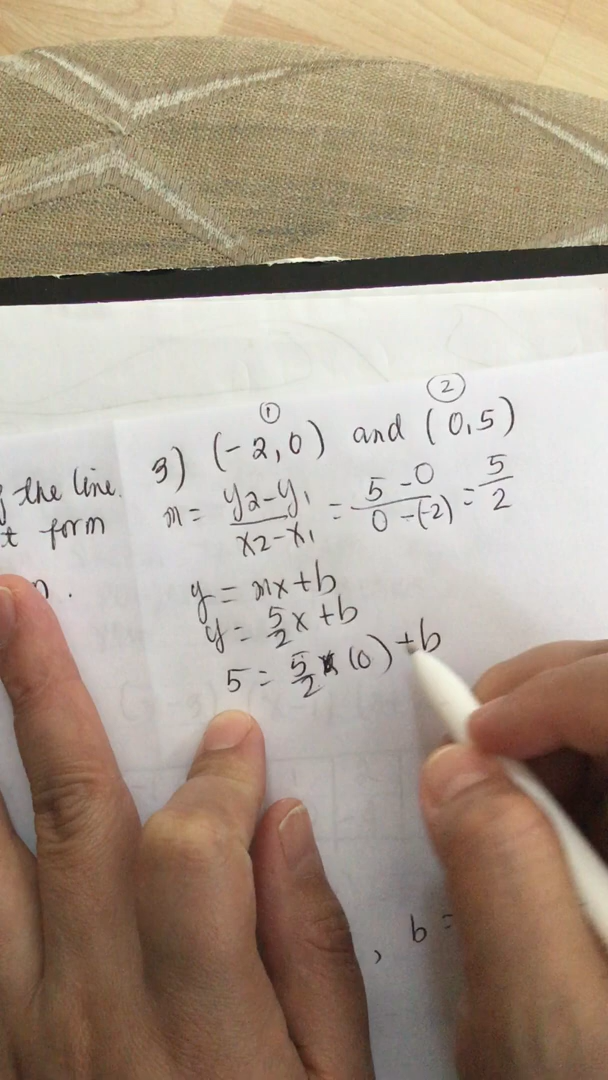 ① ②
3) (-2,0) and (0,5)
the line.
m = y2-y1/x2-x1 = 5-0/0-(-2) = 5/2
form
y = mx+b
y = 5/2x+b
5 = 5/2 (0) +b
, b =